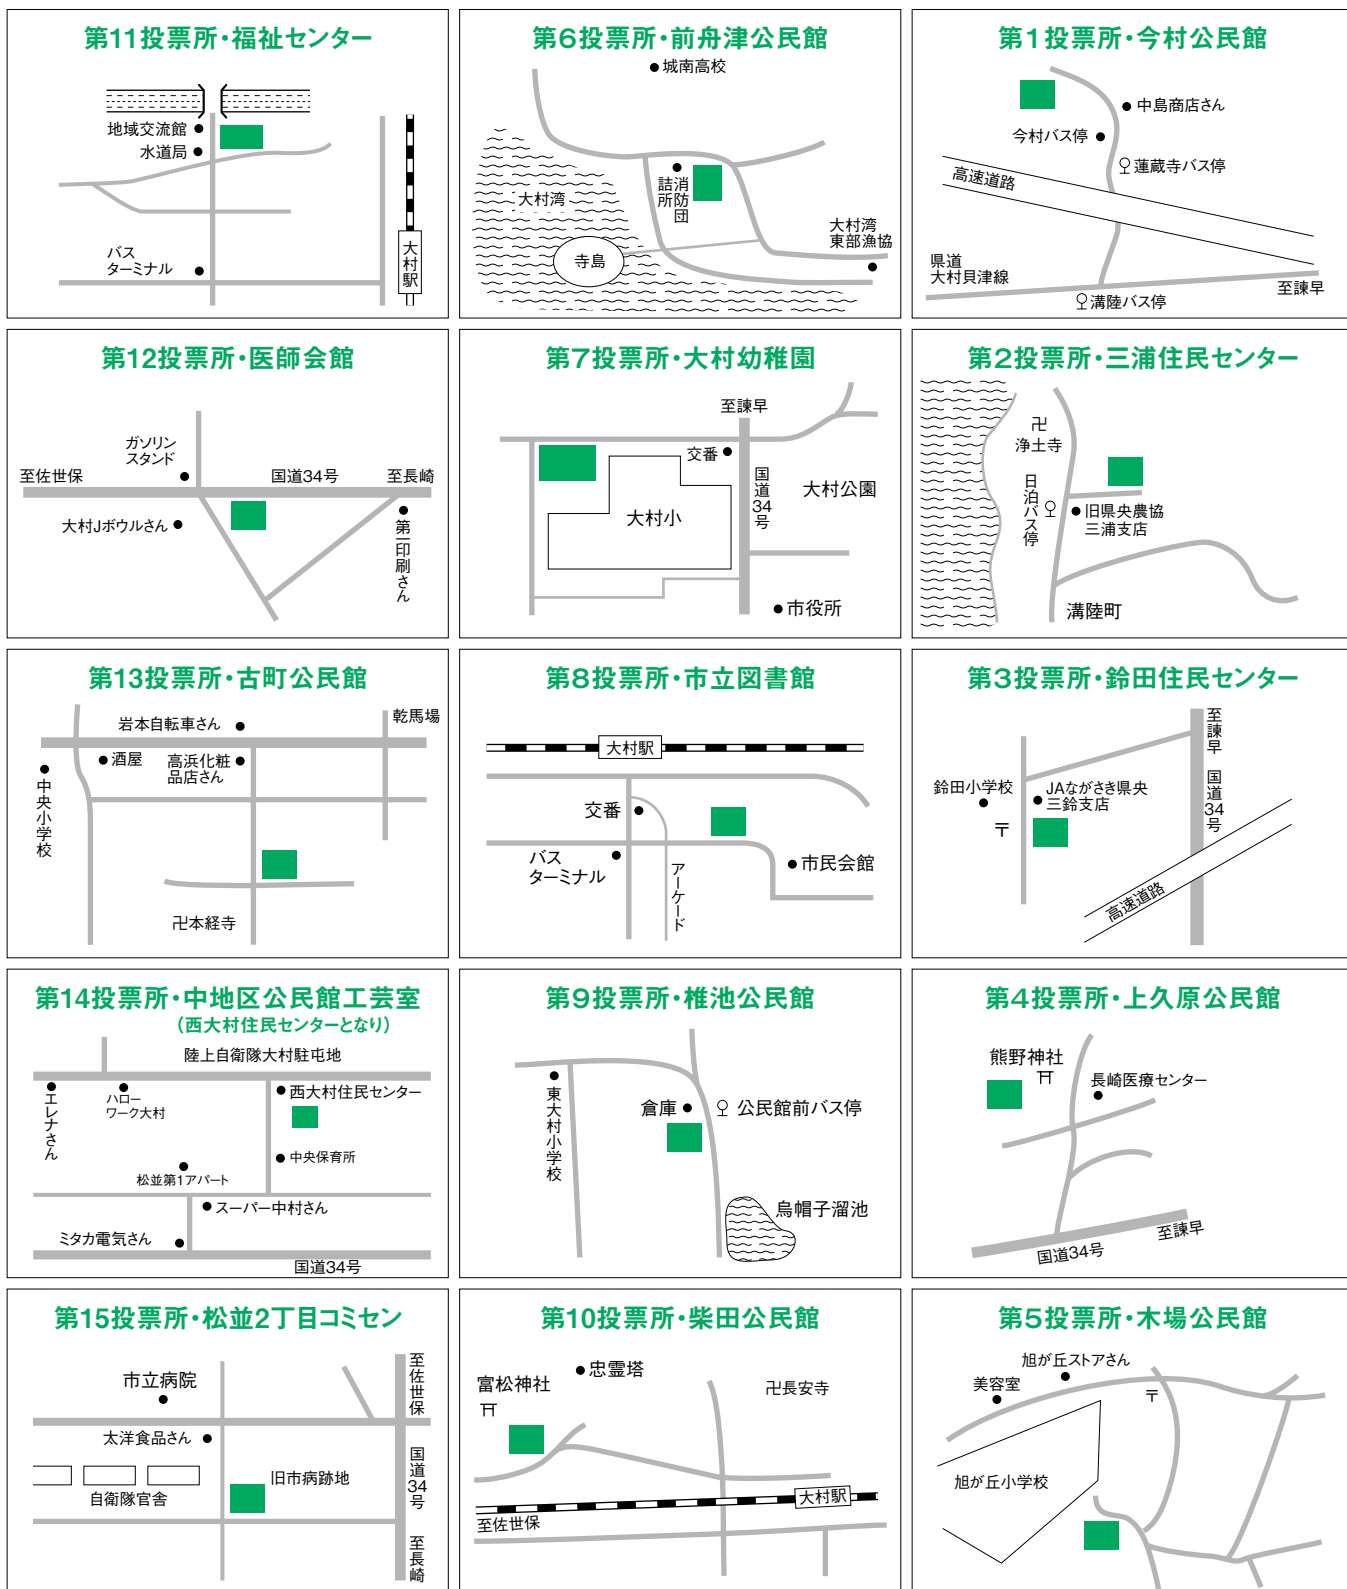 第11投票所・福祉センター
地域交流館
水道局
バス
ターミナル
大村駅
第6投票所・前舟津公民館
城南高校
大村湾
消防団
詰所
寺島
大村湾
東部漁協
第1投票所・今村公民館
中島商店さん
今村バス停
蓮蔵寺バス停
高速道路
県道
大村貝津線
溝陸バス停
至諫早
第12投票所・医師会館
ガソリン
スタンド
至佐世保
国道34号
至長崎
大村Jボウルさん
第一印刷さん
第7投票所・大村幼稚園
至諫早
交番
国道34号
大村公園
大村小
市役所
第2投票所・三浦住民センター
卍
浄土寺
日泊バス停
旧県央農協
三浦支店
溝陸町
第13投票所・古町公民館
岩本自転車さん
乾馬場
酒屋
高浜化粧
品店さん
中央小学校
卍本経寺
第8投票所・市立図書館
大村駅
交番
バス
ターミナル
アーケード
市民会館
第3投票所・鈴田住民センター
至諫早
国道34号
鈴田小学校
JAながさき県央
三鈴支店
〒
高速道路
第14投票所・中地区公民館工芸室
(西大村住民センターとなり)
陸上自衛隊大村駐屯地
エレナさん
ハロー
ワーク大村
西大村住民センター
中央保育所
松並第1アパート
スーパー中村さん
ミタカ電気さん
国道34号
第9投票所・椎池公民館
東大村小学校
倉庫
公民館前バス停
烏帽子溜池
第4投票所・上久原公民館
熊野神社
長崎医療センター
国道34号
至諫早
第15投票所・松並2丁目コミセン
市立病院
至佐世保
太洋食品さん
国道34号
自衛隊官舎
旧市病跡地
至長崎
第10投票所・柴田公民館
忠霊塔
富松神社
卍長安寺
大村駅
至佐世保
第5投票所・木場公民館
旭が丘ストアさん
美容室
〒
旭が丘小学校